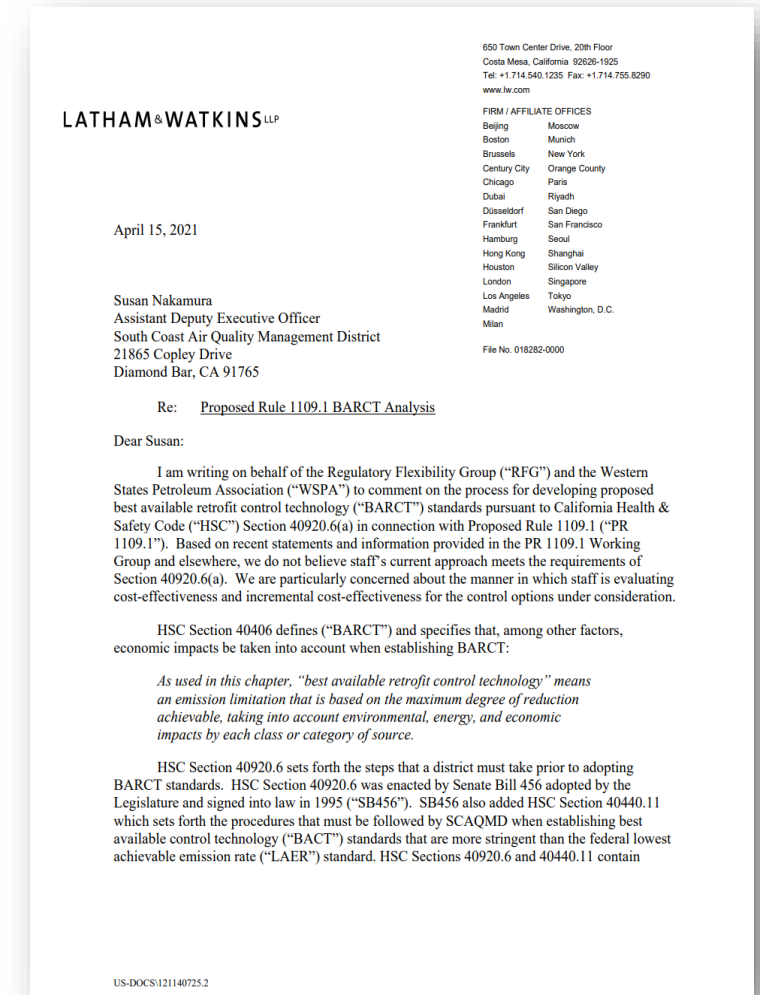 650 Town Center Drive, 20th Floor
Costa Mesa, California 92626-1925
Tel: +1.714.540.1235 Fax: +1.714.755.8290
www.lw.com
LATHAM&WATKINS LLP
FIRM / AFFILIATE OFFICES
Beijing Moscow
Boston Munich
Brussels New York
Century City Orange County
Chicago Paris
Dubai Riyadh
Düsseldorf San Diego
Frankfurt San Francisco
Hamburg Seoul
Hong Kong Shanghai
Houston Silicon Valley
London Singapore
Los Angeles Tokyo
Madrid Washington, D.C.
Milan
File No. 018282-0000
April 15, 2021
Susan Nakamura
Assistant Deputy Executive Officer
South Coast Air Quality Management District
21865 Copley Drive
Diamond Bar, CA 91765
Re: Proposed Rule 1109.1 BARCT Analysis
Dear Susan:
I am writing on behalf of the Regulatory Flexibility Group (“RFG”) and the Western
States Petroleum Association (“WSPA”) to comment on the process for developing proposed
best available retrofit control technology (“BARCT”) standards pursuant to California Health &
Safety Code (“HSC”) Section 40920.6(a) in connection with Proposed Rule 1109.1 (“PR
1109.1”). Based on recent statements and information provided in the PR 1109.1 Working
Group and elsewhere, we do not believe staff’s current approach meets the requirements of
Section 40920.6(a). We are particularly concerned about the manner in which staff is evaluating
cost-effectiveness and incremental cost-effectiveness for the control options under consideration.
HSC Section 40406 defines (“BARCT”) and specifies that, among other factors,
economic impacts be taken into account when establishing BARCT:
As used in this chapter, “best available retrofit control technology” means
an emission limitation that is based on the maximum degree of reduction
achievable, taking into account environmental, energy, and economic
impacts by each class or category of source.
HSC Section 40920.6 sets forth the steps that a district must take prior to adopting
BARCT standards. HSC Section 40920.6 was enacted by Senate Bill 456 adopted by the
Legislature and signed into law in 1995 (“SB456”). SB456 also added HSC Section 40440.11
which sets forth the procedures that must be followed by SCAQMD when establishing best
available control technology (“BACT”) standards that are more stringent than the federal lowest
achievable emission rate (“LAER”) standard. HSC Sections 40920.6 and 40440.11 contain
US-DOCS\121140725.2